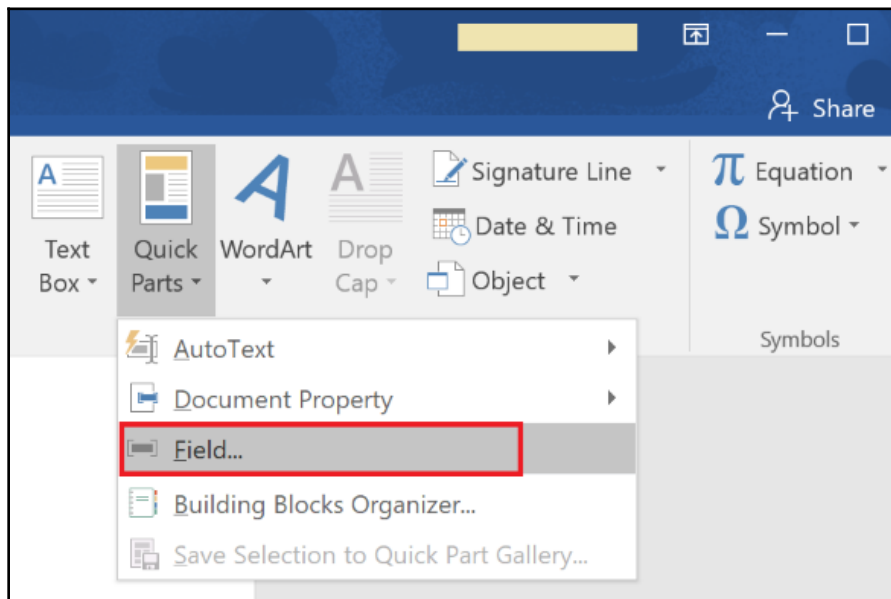 Share
Text
Box
Quick
Parts
WordArt
Drop
Cap
Signature Line
Date & Time
Object
Equation
Symbol
Symbols
AutoText
Document Property
Field...
Building Blocks Organizer...
Save Selection to Quick Part Gallery...